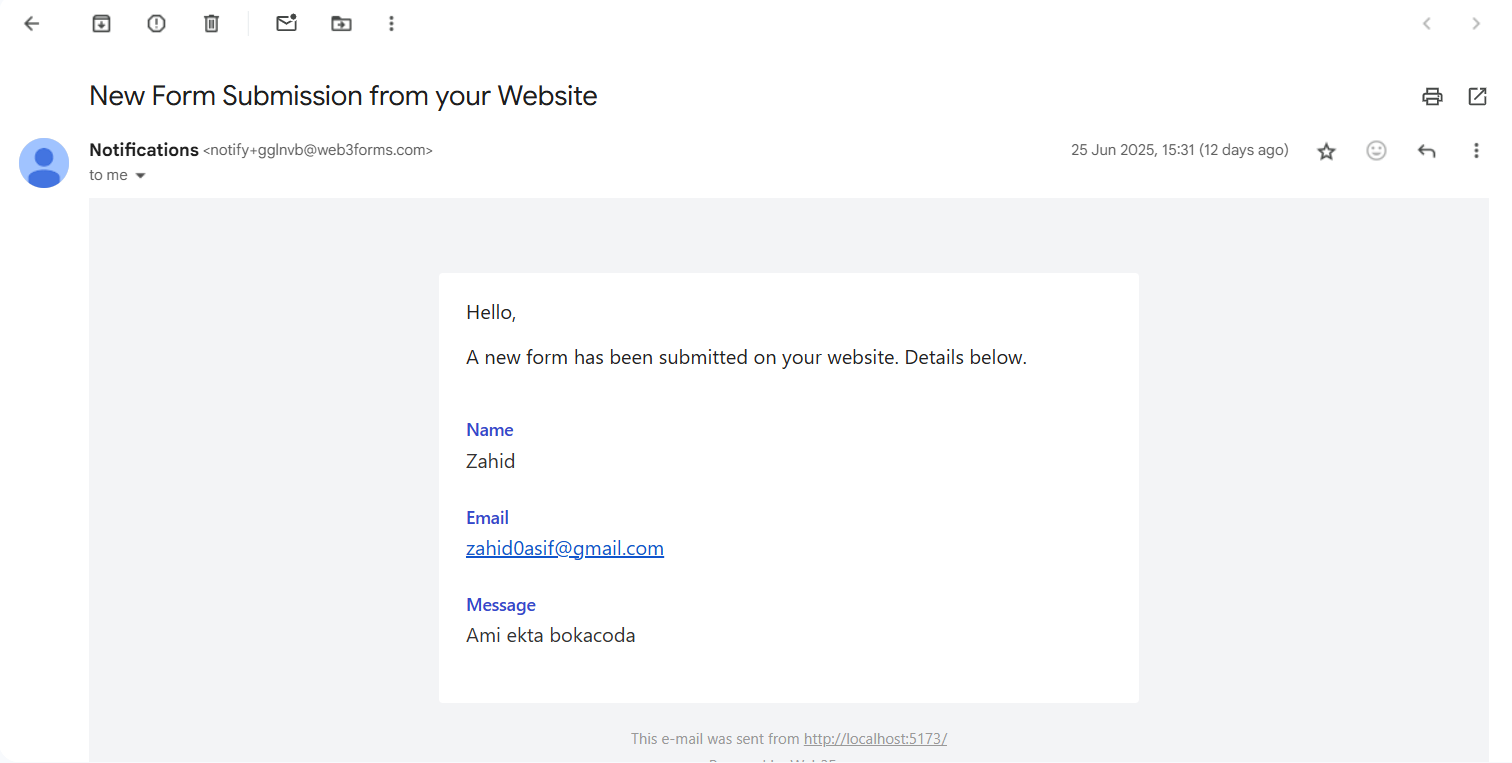 New Form Submission from your Website
Notifications <notify+gglnvb@web3forms.com>
25 Jun 2025, 15:31 (12 days ago)
to me
Hello,
A new form has been submitted on your website. Details below.
Name
Zahid
Email
zahid0asif@gmail.com
Message
Ami ekta bokacoda
This e-mail was sent from http://localhost:5173/